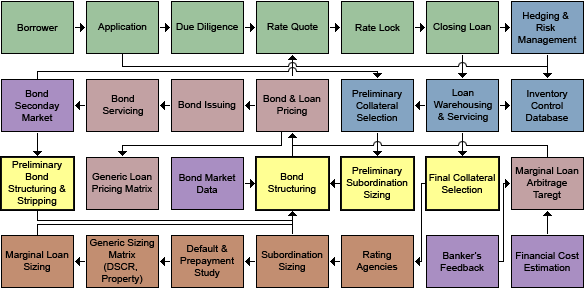 Borrower
Application
Due Diligence
Rate Quote
Rate Lock
Closing Loan
Hedging &
Risk
Management
Bond
Seconday
Market
Bond
Servicing
Bond Issuing
Bond & Loan
Pricing
Preliminary
Collateral
Selection
Loan
Warehousing
& Servicing
Inventory
Control
Database
Preliminary
Bond
Structuring &
Stripping
Generic Loan
Pricing Matrix
Bond Market
Data
Bond
Structuring
Preliminary
Subordination
Sizing
Final Collateral
Selection
Marginal Loan
Arbitrage
Taregt
Marginal Loan
Sizing
Generic Sizing
Matrix
(DSCR,
Property)
Default &
Prepayment
Study
Subordination
Sizing
Rating
Agencies
Banker's
Feedback
Financial Cost
Estimation